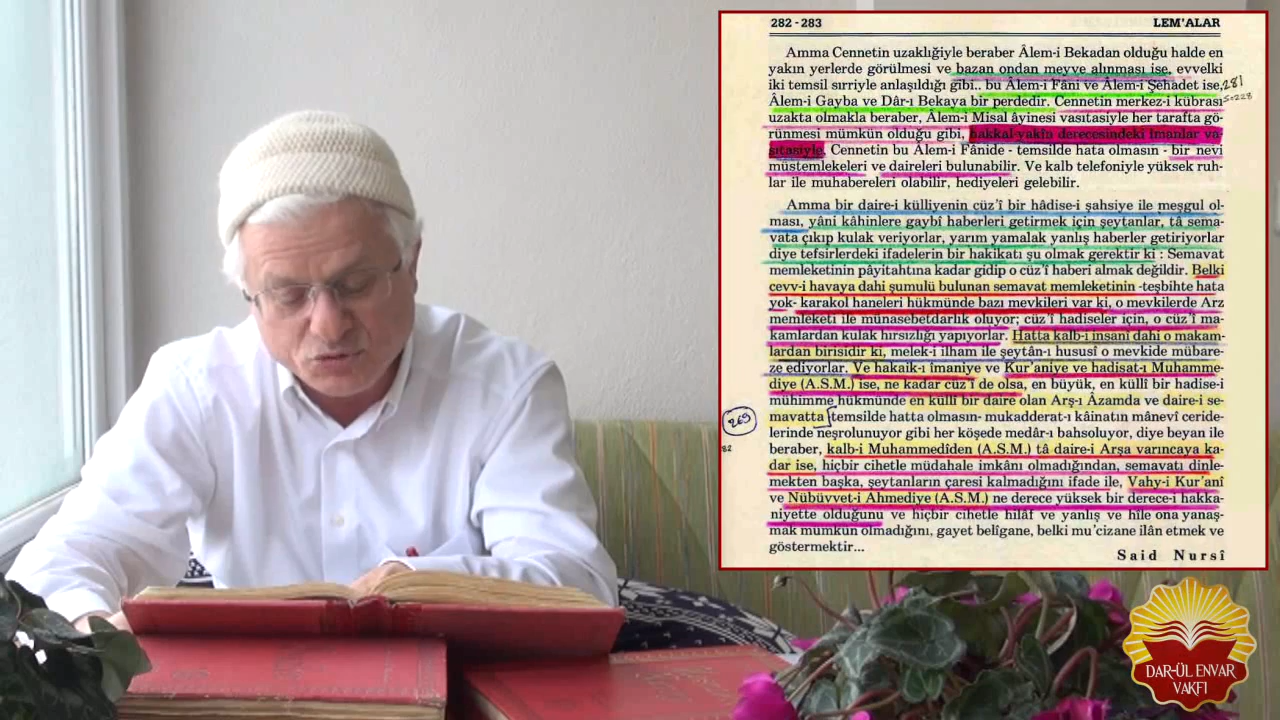 282 - 283 LEM'ALAR
Amma Cennetin uzaklığiyle beraber Âlem-i Bekadan olduğu halde en
yakın yerlerde görülmesi ve bazan ondan meyve alınması ise, evvelki
iki temsil sırriyle anlaşıldığı gibi.. bu Âlem-i Fâni ve Âlem-i Şehadet ise,
281
Âlem-i Gayba ve Dâr-ı Bekaya bir perdedir. Cennetin merkez-i kübrası
S:228
uzakta olmakla beraber, Âlem-i Misal âyinesi vasıtasiyle her tarafta gö-
rünmesi mümkün olduğu gibi, hakkal-yakîn derecesindeki îmanlar va-
sıtasiyle, Cennetin bu Âlem-i Fânide - temsilde hata olmasın - bir nevi
müstemlekeleri ve daireleri bulunabilir. Ve kalb telefoniyle yüksek ruh-
lar ile muhabereleri olabilir, hediyeleri gelebilir.
Amma bir daire-i külliyenin cüz'î bir hâdise-i şahsiye ile meşgul ol-
ması, yâni kâhinlere gaybî haberleri getirmek için şeytanlar, tâ sema-
vata çıkıp kulak veriyorlar, yarım yamalak yanlış haberler getiriyorlar
diye tefsirlerdeki ifadelerin bir hakikatı şu olmak gerektir ki : Semavat
memleketinin pâyitahtına kadar gidip o cüz'î haberi almak değildir. Belki
cevv-i havaya dahi şumulü bulunan semavat memleketinin -teşbihte hata
yok- karakol haneleri hükmünde bazı mevkileri var ki, o mevkilerde Arz
memleketi ile münasebetdarlık oluyor; cüz'î hadiseler için, o cüz'î ma-
kamlardan kulak hırsızlığı yapıyorlar. Hatta kalb-i insanî dahi o makam-
lardan birisidir ki, melek-i ilham ile şeytân-ı hususî o mevkide mübare-
ze ediyorlar. Ve hakaik-ı îmaniye ve Kur'aniye ve hadisat-ı Muhamme-
diye (A.S.M.) ise, ne kadar cüz'î de olsa, en büyük, en küllî bir hadise-i
mühimme hükmünde en küllî bir daire olan Arş-ı Âzamda ve daire-i se-
mavatta -temsilde hatta olmasın- mukadderat-ı kâinatın mânevî ceride-
269
lerinde neşrolunuyor gibi her köşede medâr-ı bahsoluyor, diye beyan ile
beraber, kalb-i Muhammedîden (A.S.M.) tâ daire-i Arşa varıncaya ka-
82
dar ise, hiçbir cihetle müdahale imkânı olmadığından, semavatı dinle-
mekten başka, şeytanların çaresi kalmadığını ifade ile, Vahy-i Kur'anî
ve Nübüvvet-i Ahmediye (A.S.M.) ne derece yüksek bir derece-i hakka-
niyette olduğunu ve hiçbir cihetle hilâf ve yanlış ve hîle ile ona yanaş-
mak mümkün olmadığını, gayet belîgane, belki mu'cizane ilân etmek ve
göstermektir...
Said Nursî
DAR-ÜL ENVAR
VAKFI